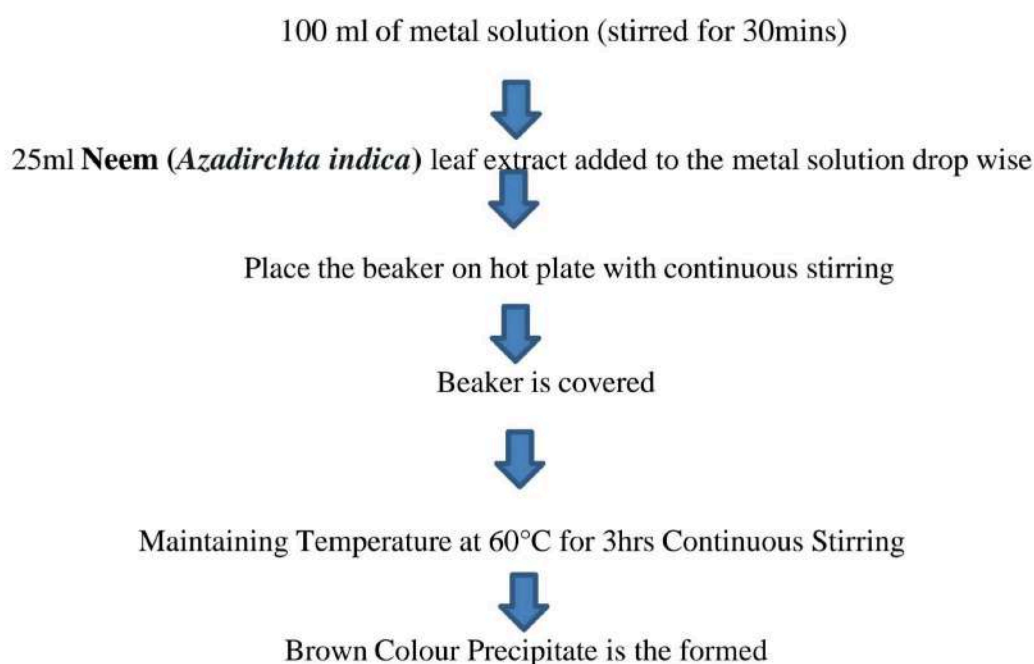 100 ml of metal solution (stirred for 30mins)
25ml Neem (Azadirchta indica) leaf extract added to the metal solution drop wise
Place the beaker on hot plate with continuous stirring
Beaker is covered
Maintaining Temperature at 60°C for 3hrs Continuous Stirring
Brown Colour Precipitate is the formed